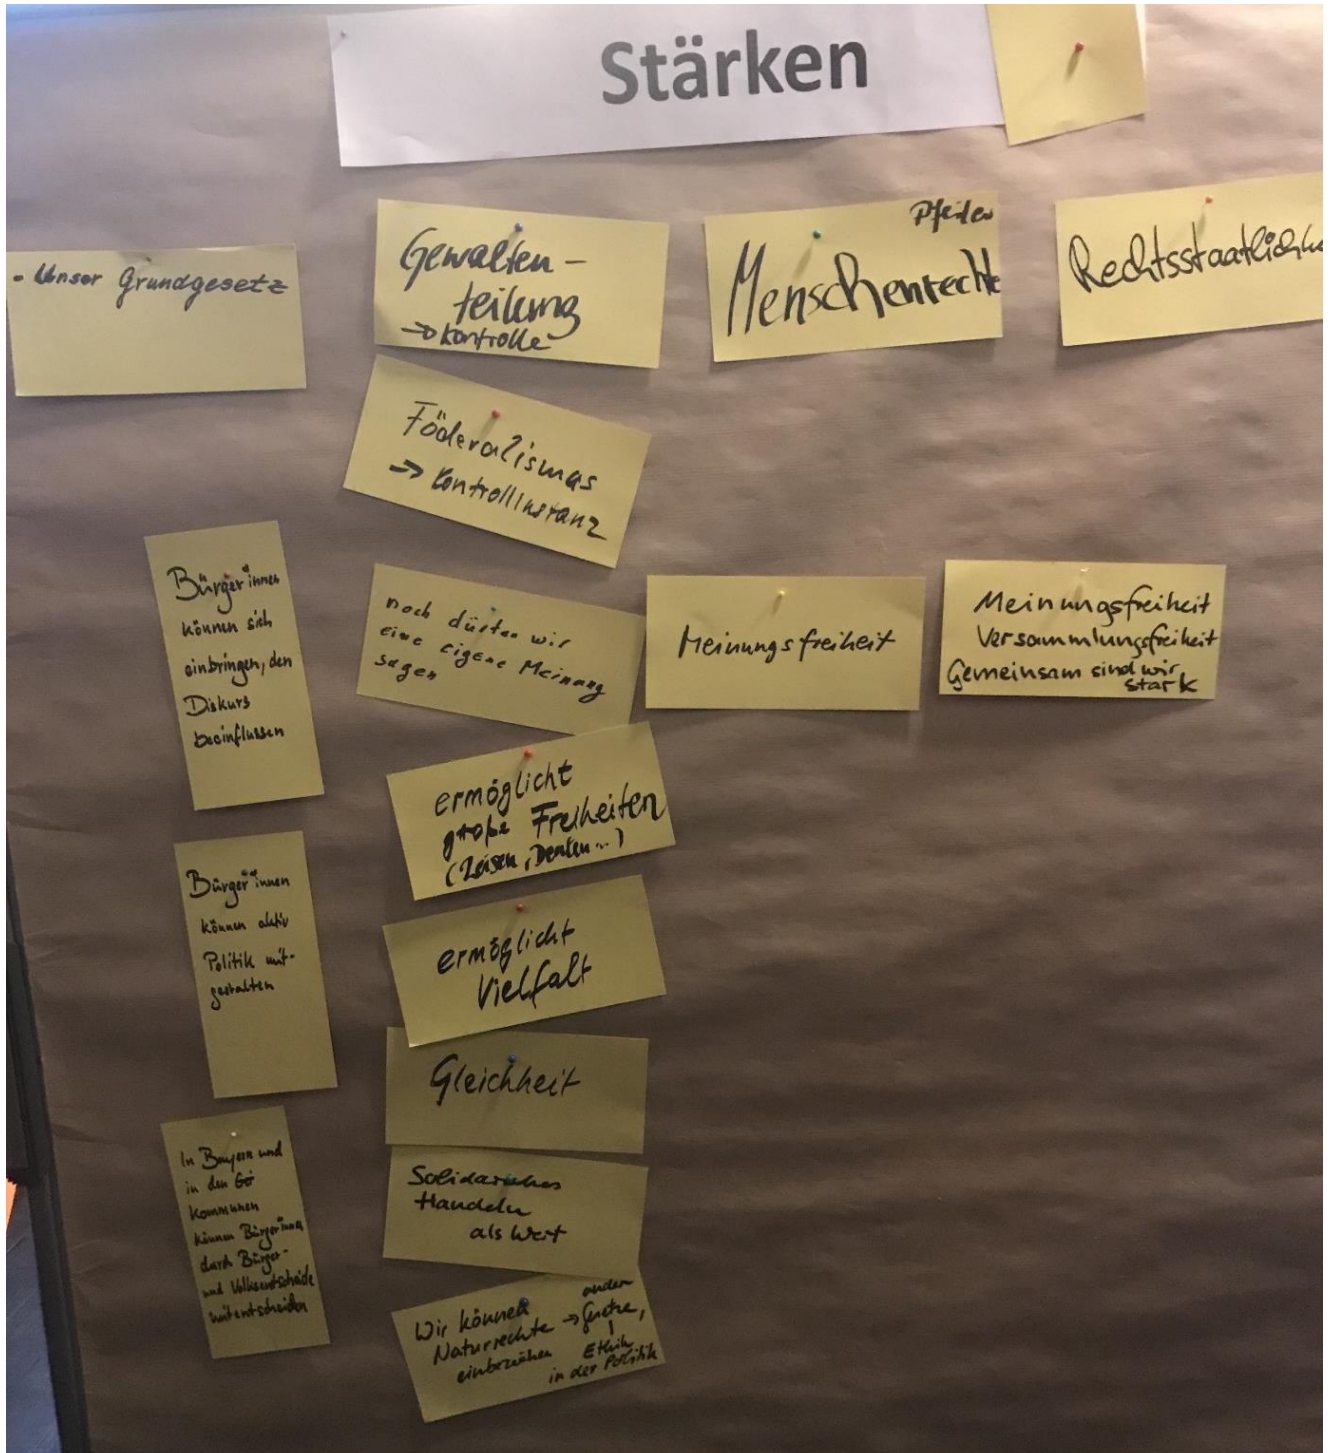 Stärken
- Unser Grundgesetz
Gewalten-
teilung
→ Kontrolle
Pfeiler
Menschenrechte
Rechtsstaatlichke
Föderalismus
→ Kontrollinstanz
Bürger*innen
können sich
einbringen, den
Diskurs
beeinflussen
noch dürfen wir
eine eigene Meinung
sagen
Meinungsfreiheit
Meinungsfreiheit
Versammlungsfreiheit
Gemeinsam sind wir
stark
ermöglicht
große Freiheiten
(Reisen, Denken...)
Bürger*innen
können aktiv
Politik mit-
gestalten
ermöglicht
Vielfalt
Gleichheit
In Bayern und
in den
Kommunen
können Bürger*innen
durch Bürger-
und Volksentscheide
mitentscheiden
Solidarisches
Handeln
als Wert
Wir können
Naturrechte →
einbeziehen
Gesetze,
Ethik
in der Politik